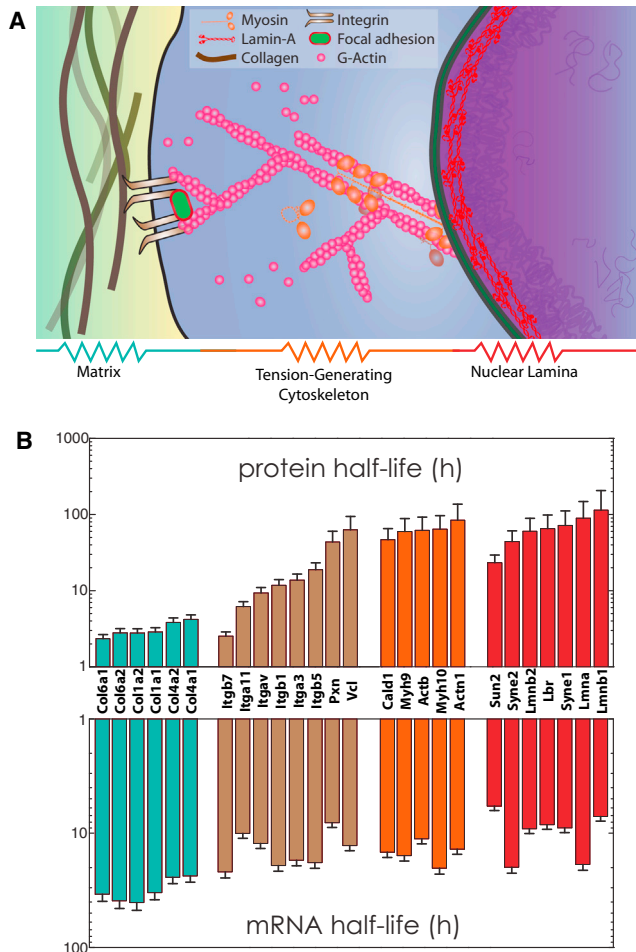 A
Myosin
Integrin
Lamin-A
Focal adhesion
Collagen
G-Actin
Matrix
Tension-Generating
Cytoskeleton
Nuclear Lamina
B
protein half-life (h)
1000
100
10
1
Col6a1
Col6a2
Col1a2
Col1a1
Col4a2
Col4a1
Itgb7
Itga11
Itgav
Itgb1
Itga3
Itgb5
Pxn
Vcl
Cald1
Myh9
Actb
Myh10
Actn1
Sun2
Syne2
Lmnb2
Lbr
Syne1
Lmna
Lmnb1
1
10
100
mRNA half-life (h)